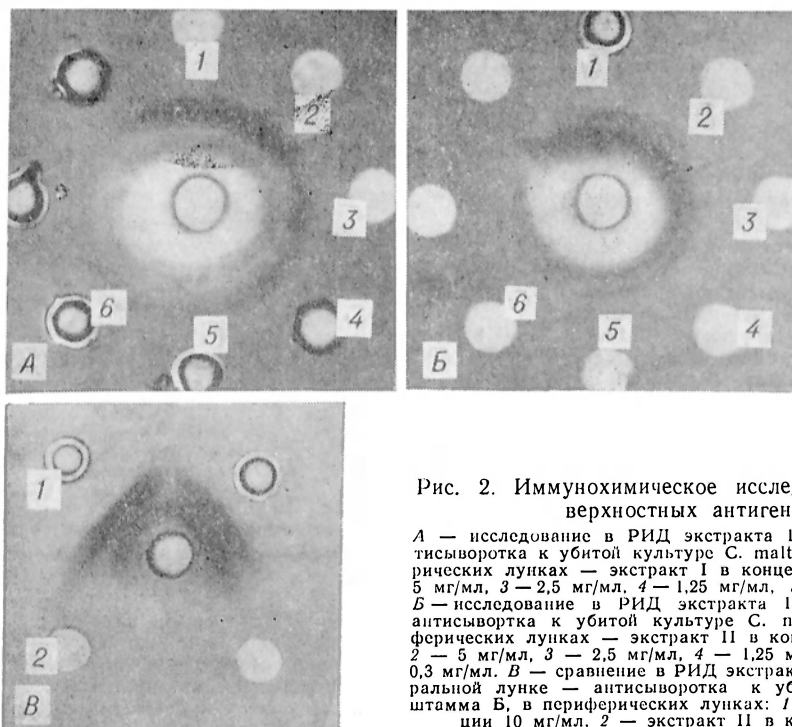 1
2
3
4
5
6
А
1
2
3
4
5
6
Б
1
2
В
Рис. 2. Иммунохимическое иссле
верхностных антиген
А — исследование в РИД экстракта I
тисыворотка к убитой культуре C. malt
рических лунках — экстракт I в конце
5 мг/мл, 3 — 2,5 мг/мл, 4 — 1,25 мг/мл,
Б — исследование в РИД экстракта I
антисывортка к убитой культуре C. m
ферических лунках — экстракт II в ко
2 — 5 мг/мл, 3 — 2,5 мг/мл, 4 — 1,25 м
0,3 мг/мл. В — сравнение в РИД экстрак
ральной лунке — антисыворотка к уб
штамма Б, в периферических лунках: 1
ции 10 мг/мл, 2 — экстракт II в к